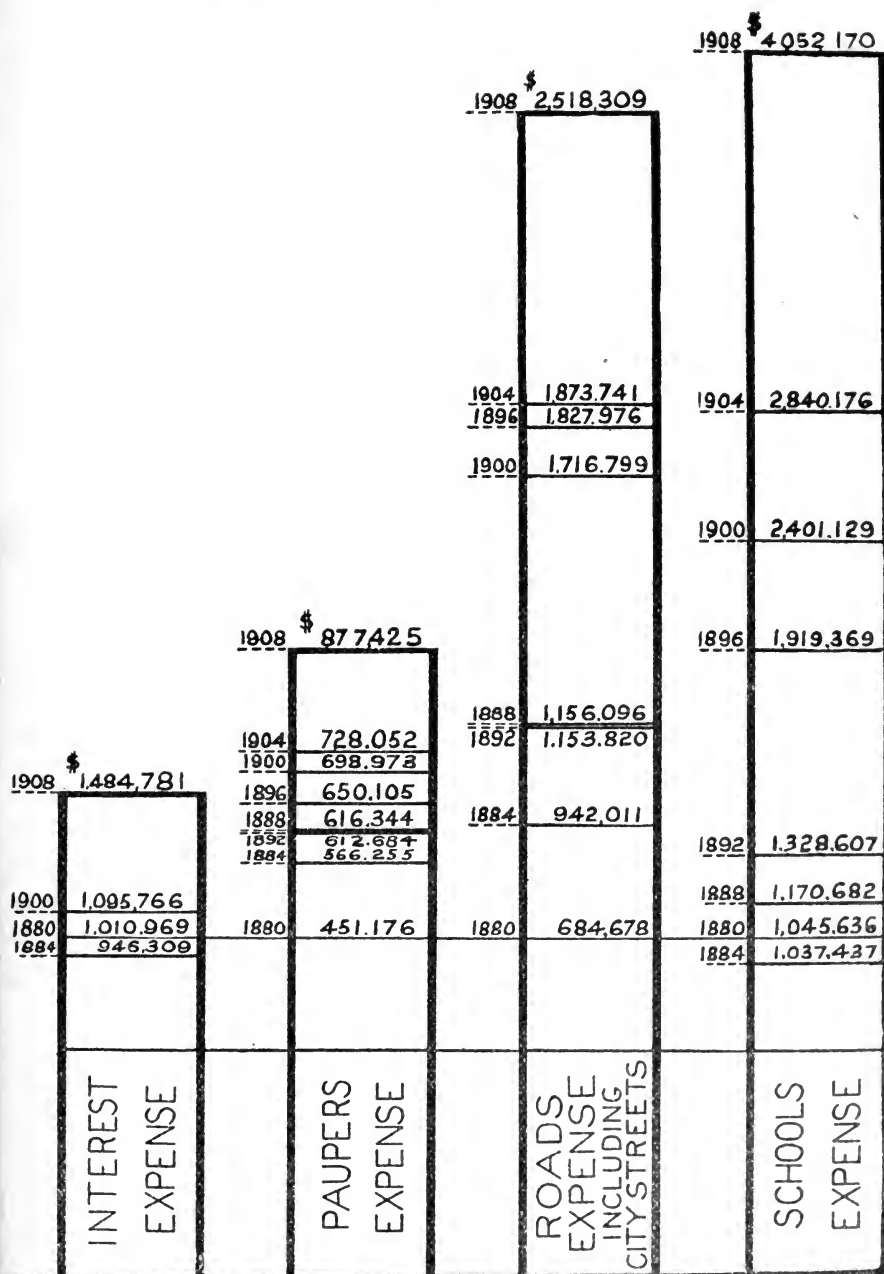 $
1908 1,484,781
1900 1,095,766
1880 1,010,969
1884 946,309
INTEREST
EXPENSE
$
1908 877425
1904 728.052
1900 698.973
1896 650.105
1888 616.344
1892 612.684
1884 566.255
1880 451.176
PAUPERS
EXPENSE
$
1908 2,518,309
1904 1,873.741
1896 1,827.976
1900 1.716.799
1888 1,156.096
1892 1.153.820
1884 942,011
1880 684,678
ROADS
EXPENSE
INCLUDING
CITY STREETS
$
1908 4052 170
1904 2,840.176
1900 2,401.129
1896 1,919,369
1892 1.328.607
1888 1,170.682
1880 1,045.636
1884 1.037.437
SCHOOLS
EXPENSE